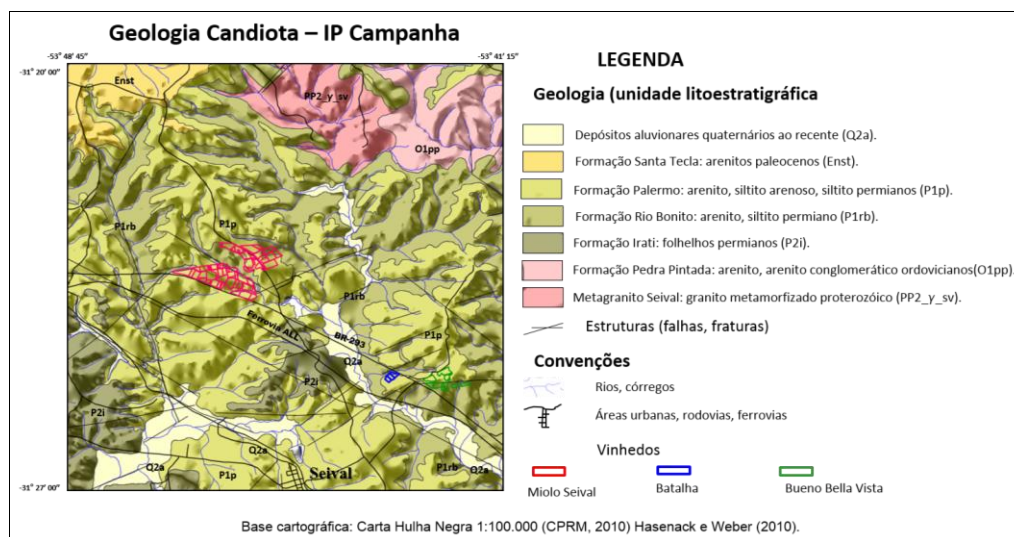 Geologia Candiota – IP Campanha
-53° 48' 45"
-53° 41' 15"
-31° 20' 00"
Enst
PP2_y_sv
O1pp
P1rb
P1p
P1rb
Ferrovia ALL
BR-293
P1p
Q2a
P2i
P2i
Q2a
Q2a
P1p
Seival
P1rb
Q2a
-31° 27' 00"
LEGENDA
Geologia (unidade litoestratigráfica
Depósitos aluvionares quaternários ao recente (Q2a).
Formação Santa Tecla: arenitos paleocenos (Enst).
Formação Palermo: arenito, siltito arenoso, siltito permianos (P1p).
Formação Rio Bonito: arenito, siltito permiano (P1rb).
Formação Irati: folhelhos permianos (P2i).
Formação Pedra Pintada: arenito, arenito conglomerático ordovicianos(O1pp).
Metagranito Seival: granito metamorfizado proterozóico (PP2_y_sv).
Estruturas (falhas, fraturas)
Convenções
Rios, córregos
Áreas urbanas, rodovias, ferrovias
Vinhedos
Miolo Seival
Batalha
Bueno Bella Vista
Base cartográfica: Carta Hulha Negra 1:100.000 (CPRM, 2010) Hasenack e Weber (2010).